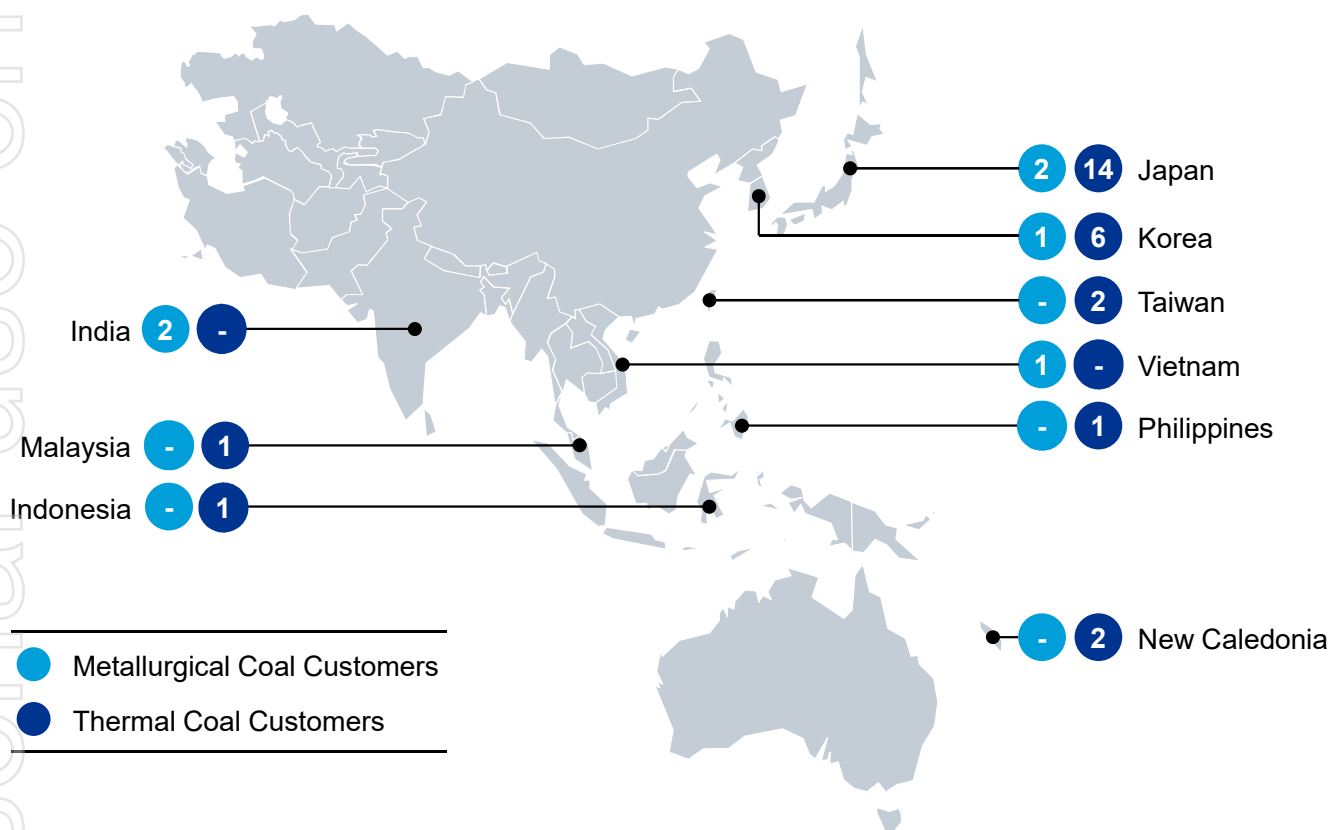 2 14 Japan
1 6 Korea
- 2 Taiwan
India 2 -
1 - Vietnam
- 1 Philippines
Malaysia - 1
Indonesia - 1
- 2 New Caledonia
Metallurgical Coal Customers
Thermal Coal Customers